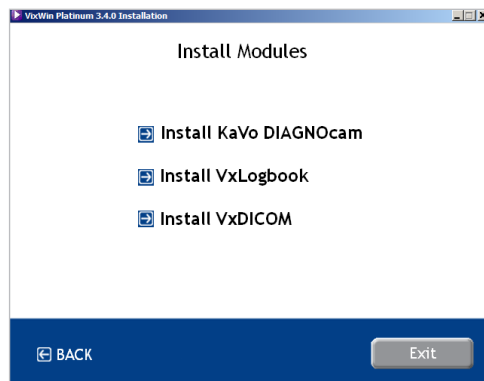 VixWin Platinum 3.4.0 Installation
Install Modules
Install KaVo DIAGNOcam
Install VxLogbook
Install VxDICOM
BACK
Exit